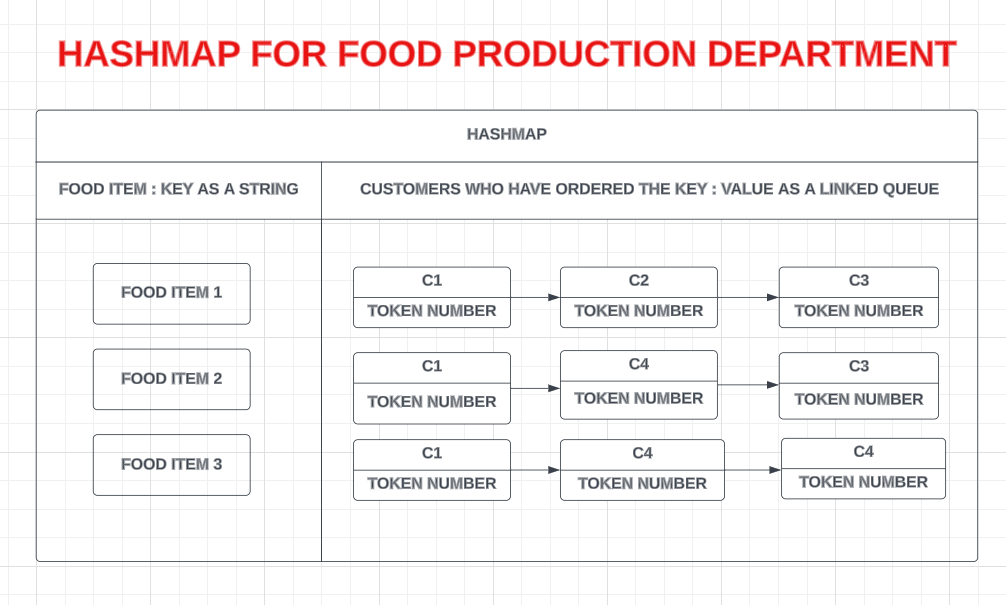 HASHMAP FOR FOOD PRODUCTION DEPARTMENT
HASHMAP
FOOD ITEM : KEY AS A STRING
CUSTOMERS WHO HAVE ORDERED THE KEY : VALUE AS A LINKED QUEUE
FOOD ITEM 1
C1
TOKEN NUMBER
C2
TOKEN NUMBER
C3
TOKEN NUMBER
FOOD ITEM 2
C1
TOKEN NUMBER
C4
TOKEN NUMBER
C3
TOKEN NUMBER
FOOD ITEM 3
C1
TOKEN NUMBER
C4
TOKEN NUMBER
C4
TOKEN NUMBER